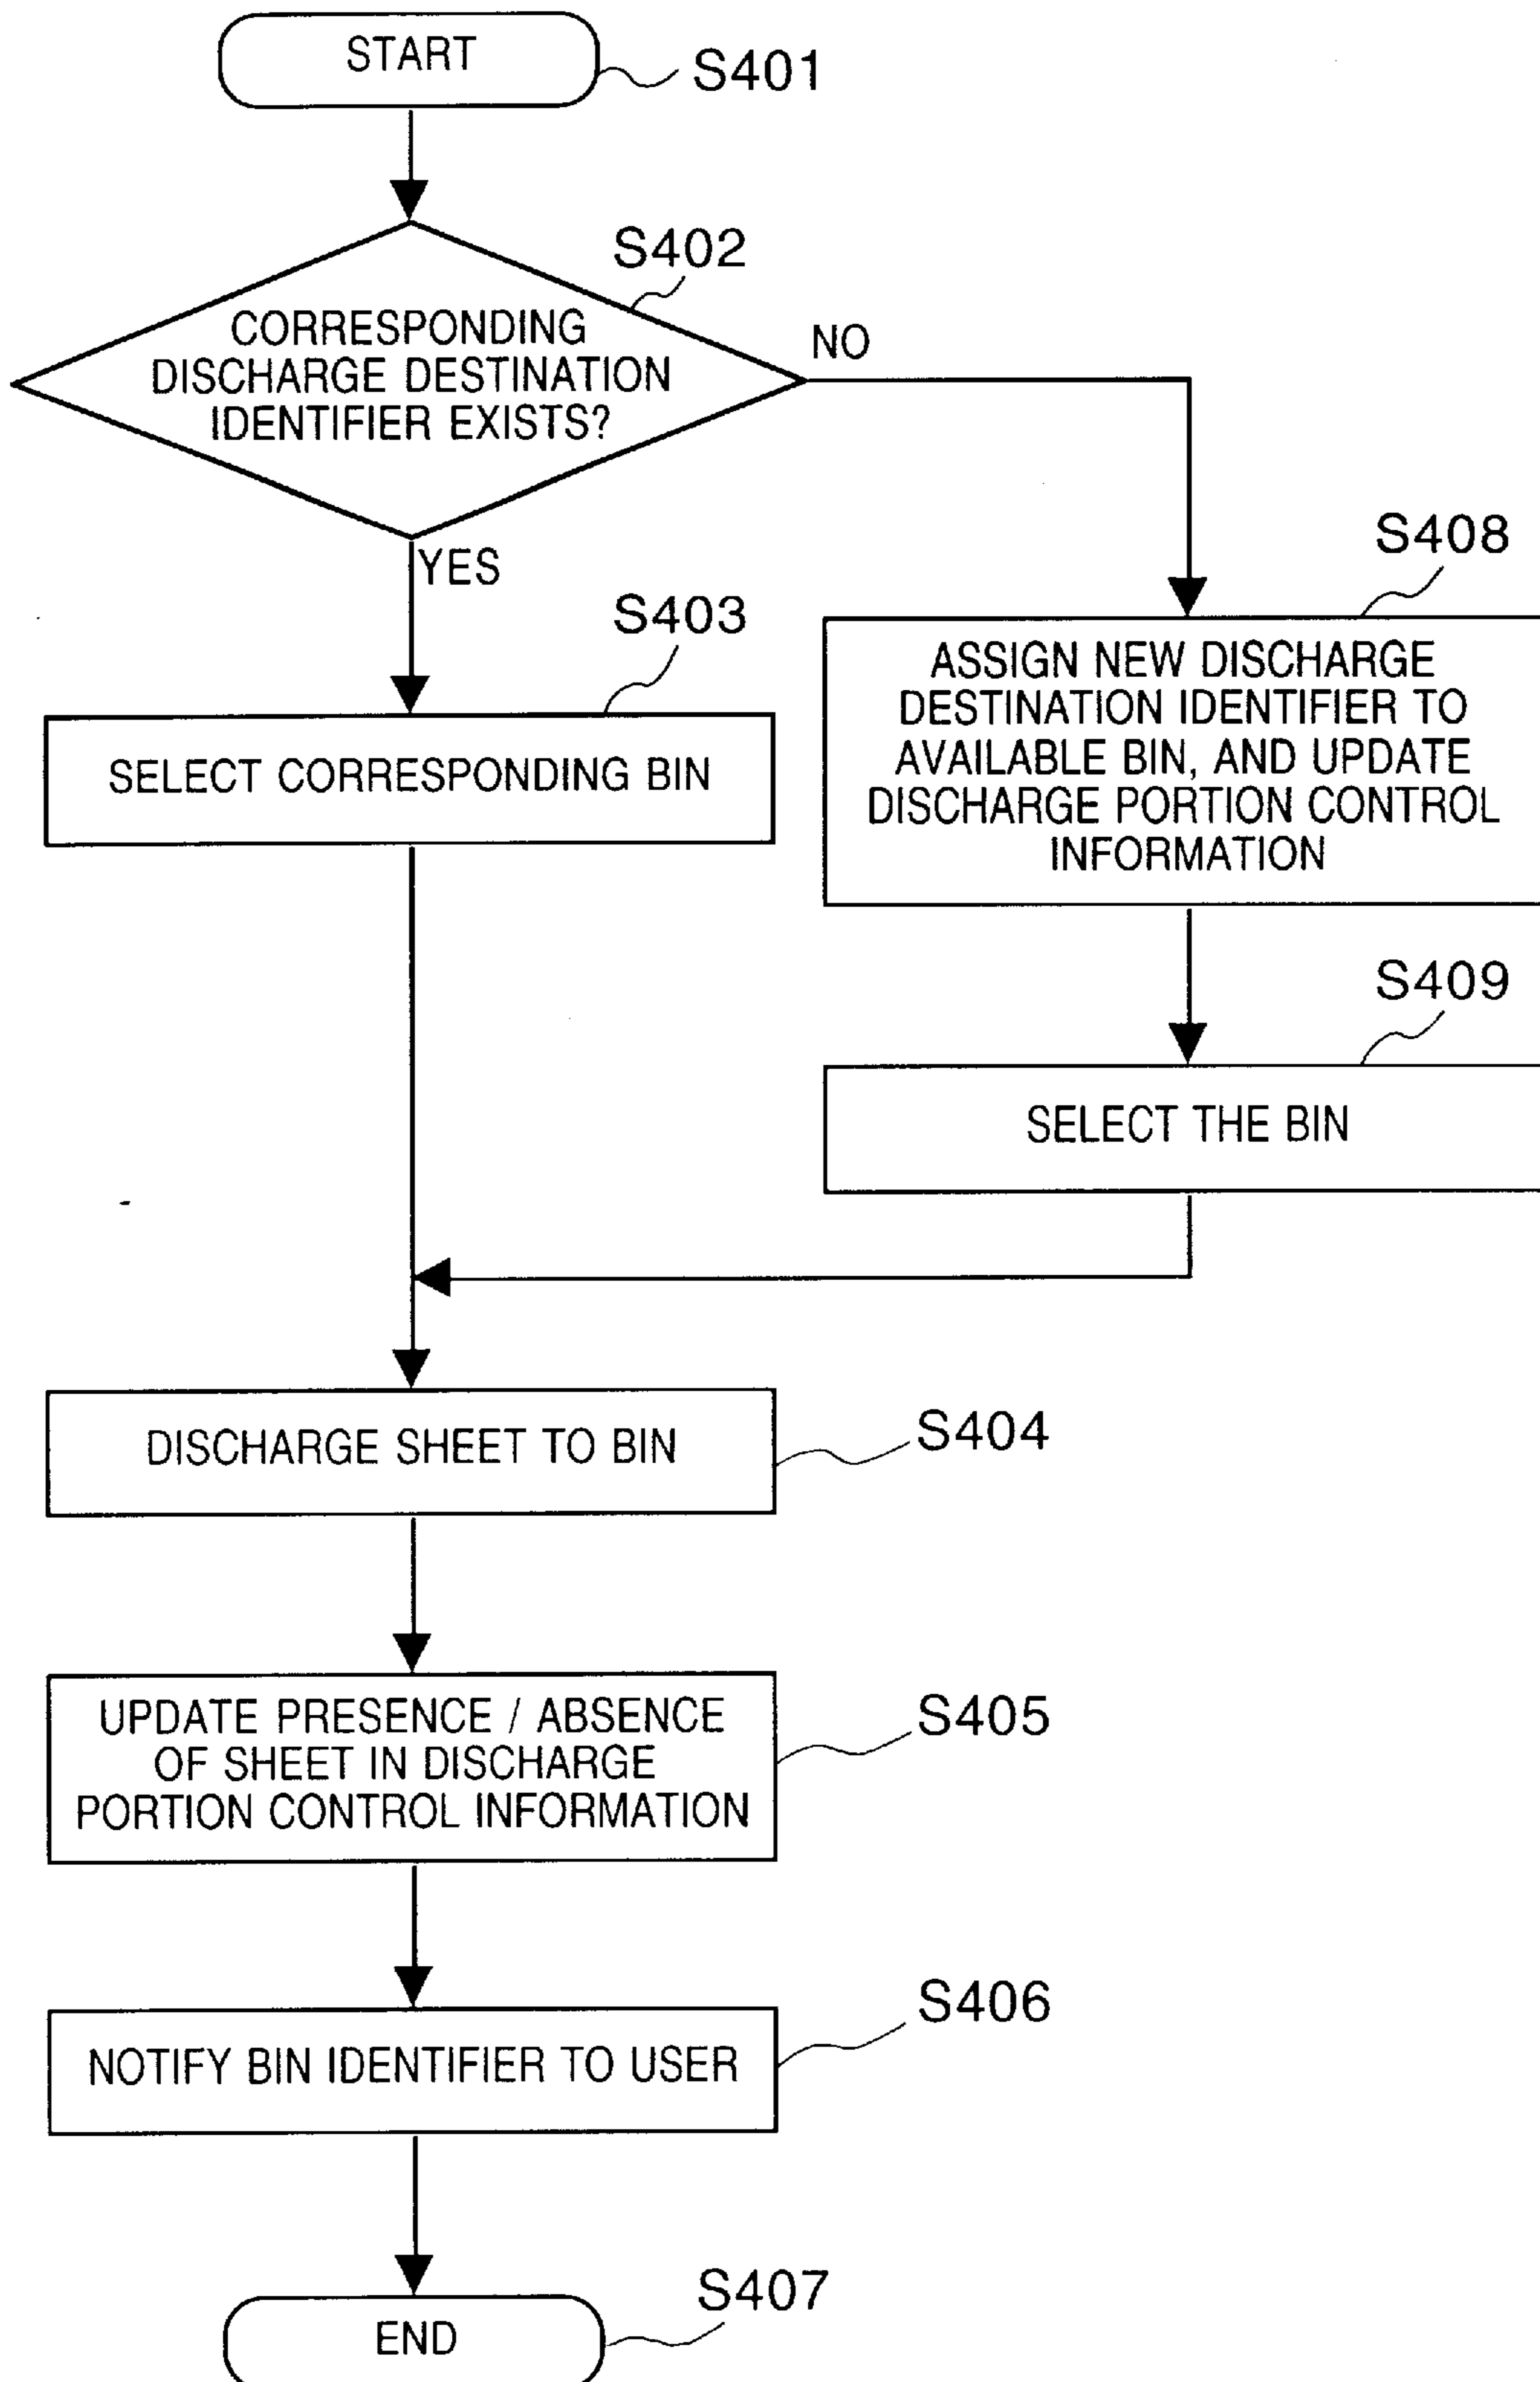 START
S401
S402
CORRESPONDING
DISCHARGE DESTINATION
IDENTIFIER EXISTS?
NO
YES
S403
SELECT CORRESPONDING BIN
S408
ASSIGN NEW DISCHARGE
DESTINATION IDENTIFIER TO
AVAILABLE BIN, AND UPDATE
DISCHARGE PORTION CONTROL
INFORMATION
S409
SELECT THE BIN
DISCHARGE SHEET TO BIN
S404
UPDATE PRESENCE / ABSENCE
OF SHEET IN DISCHARGE
PORTION CONTROL INFORMATION
S405
NOTIFY BIN IDENTIFIER TO USER
S406
END
S407